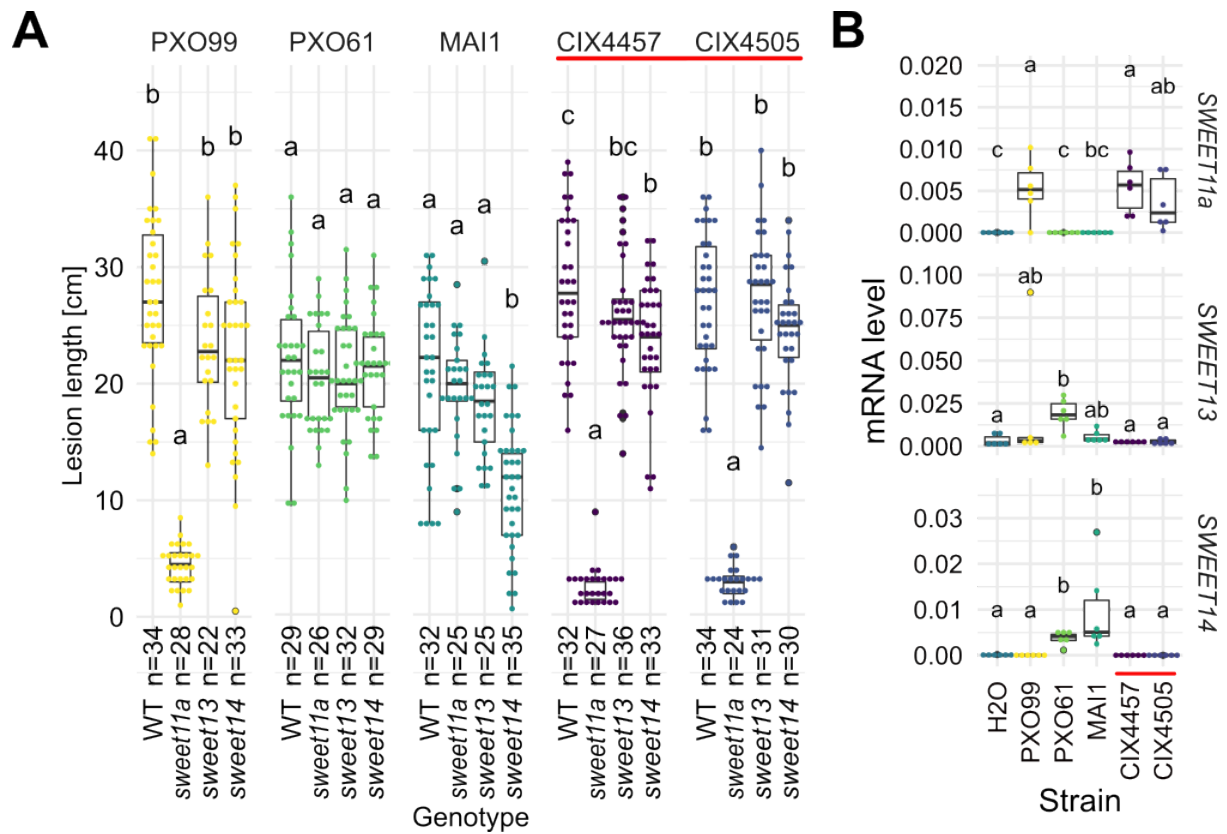 A
PXO99 PXO61 MAI1 CIX4457 CIX4505
Lesion length [cm]
40
30
20
10
0
b a b b
a a a a
a a a b
c a bc b
b a b b
n=34 n=28 n=22 n=33
n=29 n=26 n=32 n=29
n=32 n=25 n=25 n=35
n=32 n=27 n=36 n=33
n=34 n=24 n=31 n=30
WT sweet11a sweet13 sweet14
WT sweet11a sweet13 sweet14
WT sweet11a sweet13 sweet14
WT sweet11a sweet13 sweet14
WT sweet11a sweet13 sweet14
Genotype
B
mRNA level
0.020
0.015
0.010
0.005
0.000
c a c bc a ab
SWEET11a
0.100
0.075
0.050
0.025
0.000
a ab b ab a a
SWEET13
0.03
0.02
0.01
0.00
a a b b a a
SWEET14
H2O PXO99 PXO61 MAI1 CIX4457 CIX4505
Strain